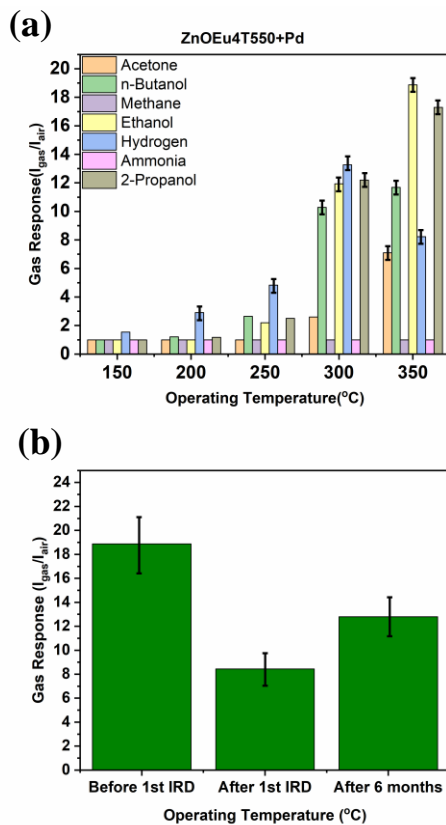 (a)
ZnOEu4T550+Pd
Acetone
n-Butanol
Methane
Ethanol
Hydrogen
Ammonia
2-Propanol
Gas Response(Igas/Iair)
20
18
16
14
12
10
8
6
4
2
0
150 200 250 300 350
Operating Temperature(°C)
(b)
Gas Response (Igas/Iair)
24
22
20
18
16
14
12
10
8
6
4
2
0
Before 1st IRD After 1st IRD After 6 months
Operating Temperature (°C)